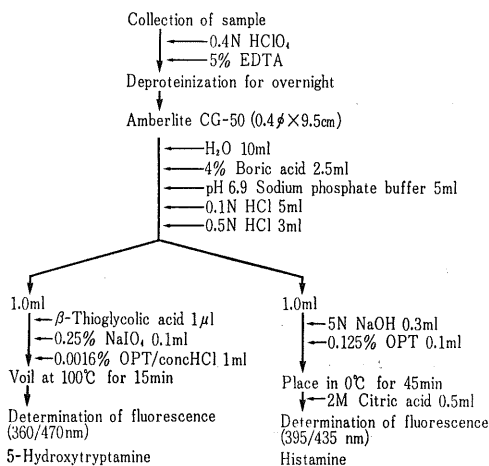 Collection of sample
0.4N HClO₄
5% EDTA
Deproteinization for overnight
Amberlite CG-50 (0.4φ×9.5cm)
H₂O 10ml
4% Boric acid 2.5ml
pH 6.9 Sodium phosphate buffer 5ml
0.1N HCl 5ml
0.5N HCl 3ml
1.0ml
β-Thioglycolic acid 1μl
0.25% NaIO₄ 0.1ml
0.0016% OPT/concHCl 1ml
Voil at 100℃ for 15min
Determination of fluorescence
(360/470nm)
5-Hydroxytryptamine
1.0ml
5N NaOH 0.3ml
0.125% OPT 0.1ml
Place in 0℃ for 45min
2M Citric acid 0.5ml
Determination of fluorescence
(395/435 nm)
Histamine